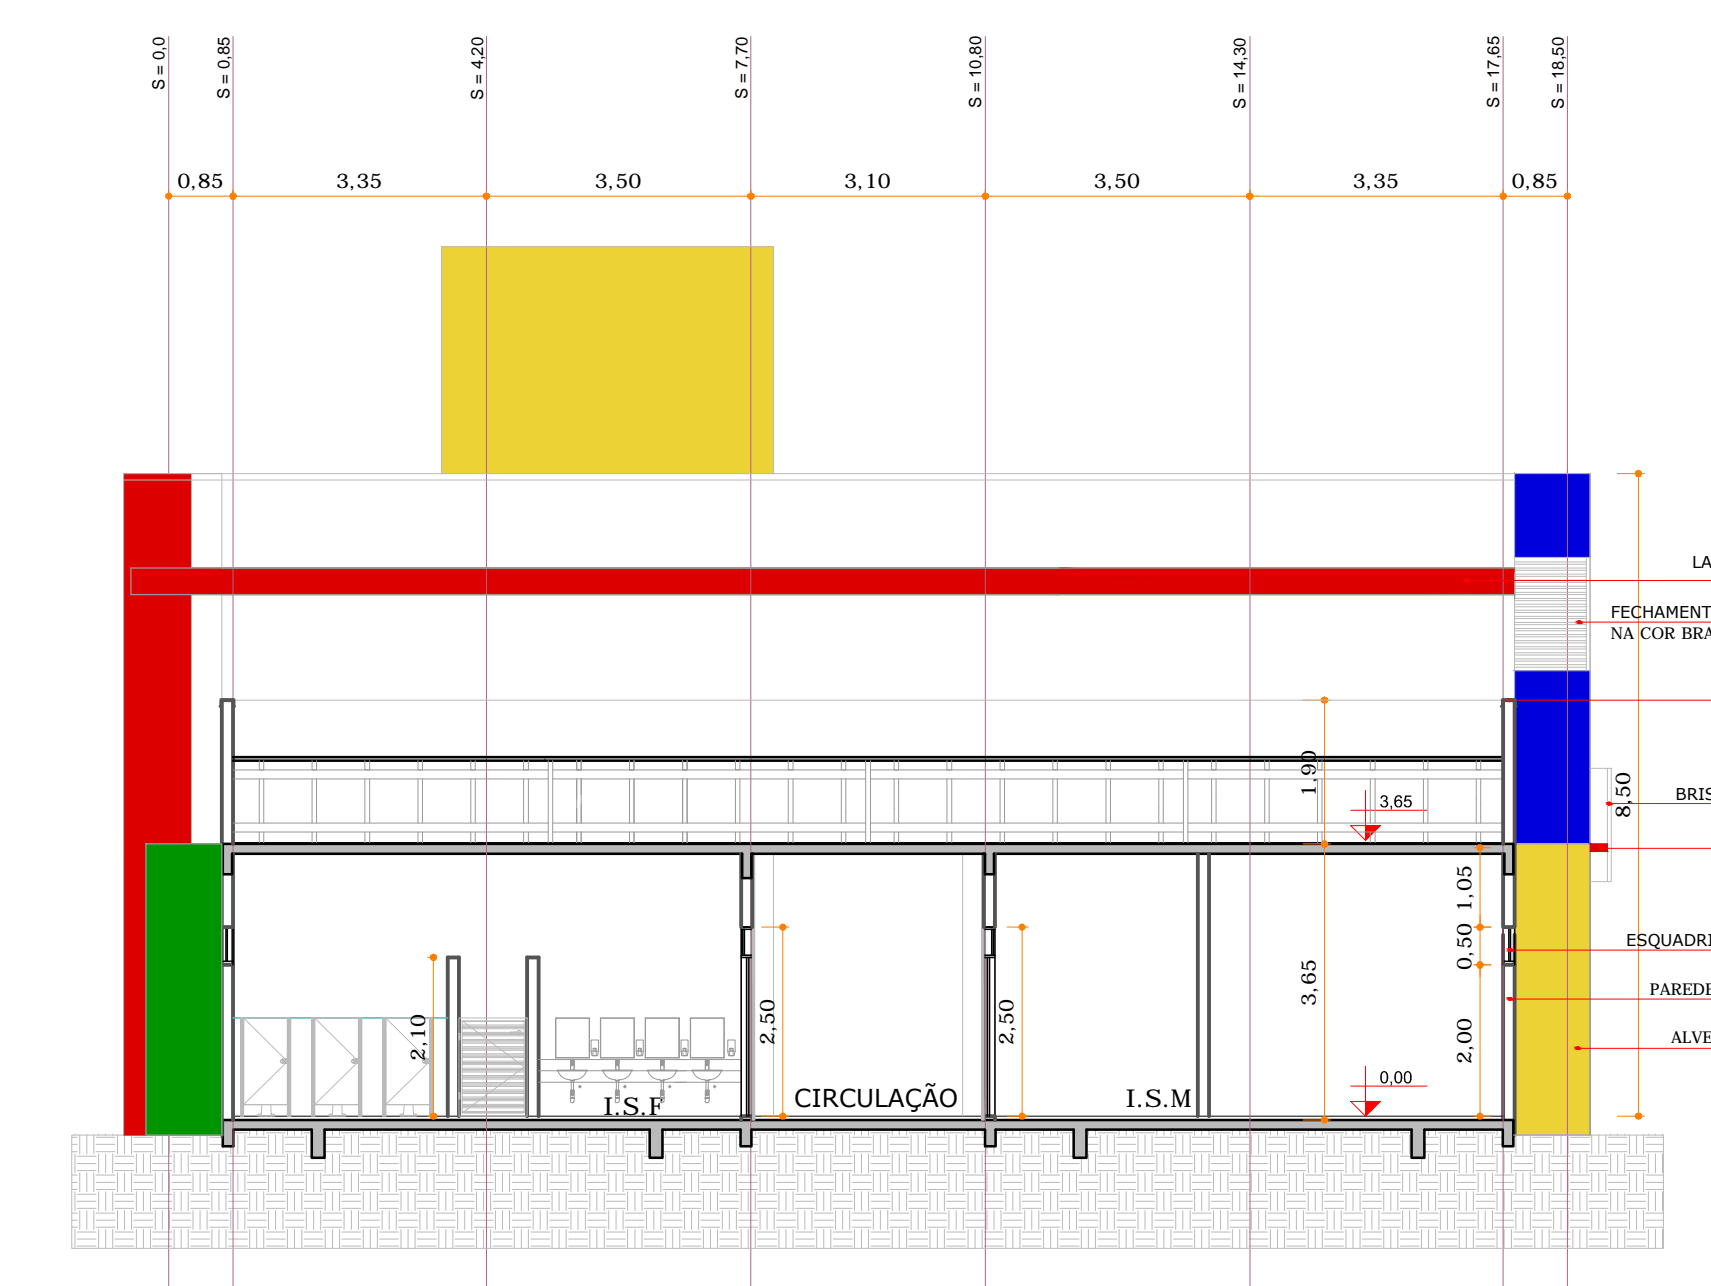 S = 0,0
S = 0,85
S = 4,20
S = 7,70
S = 10,80
S = 14,30
S = 17,65
S = 18,50
0,85
3,35
3,50
3,10
3,50
3,35
0,85
LA
FECHAMENT
NA COR BRA
1,90
3,65
8,50
BRIS
1,05
0,50
ESQUADRI
3,65
PAREDE
2,10
2,50
2,50
2,00
ALVE
0,00
I.S.F
CIRCULAÇÃO
I.S.M